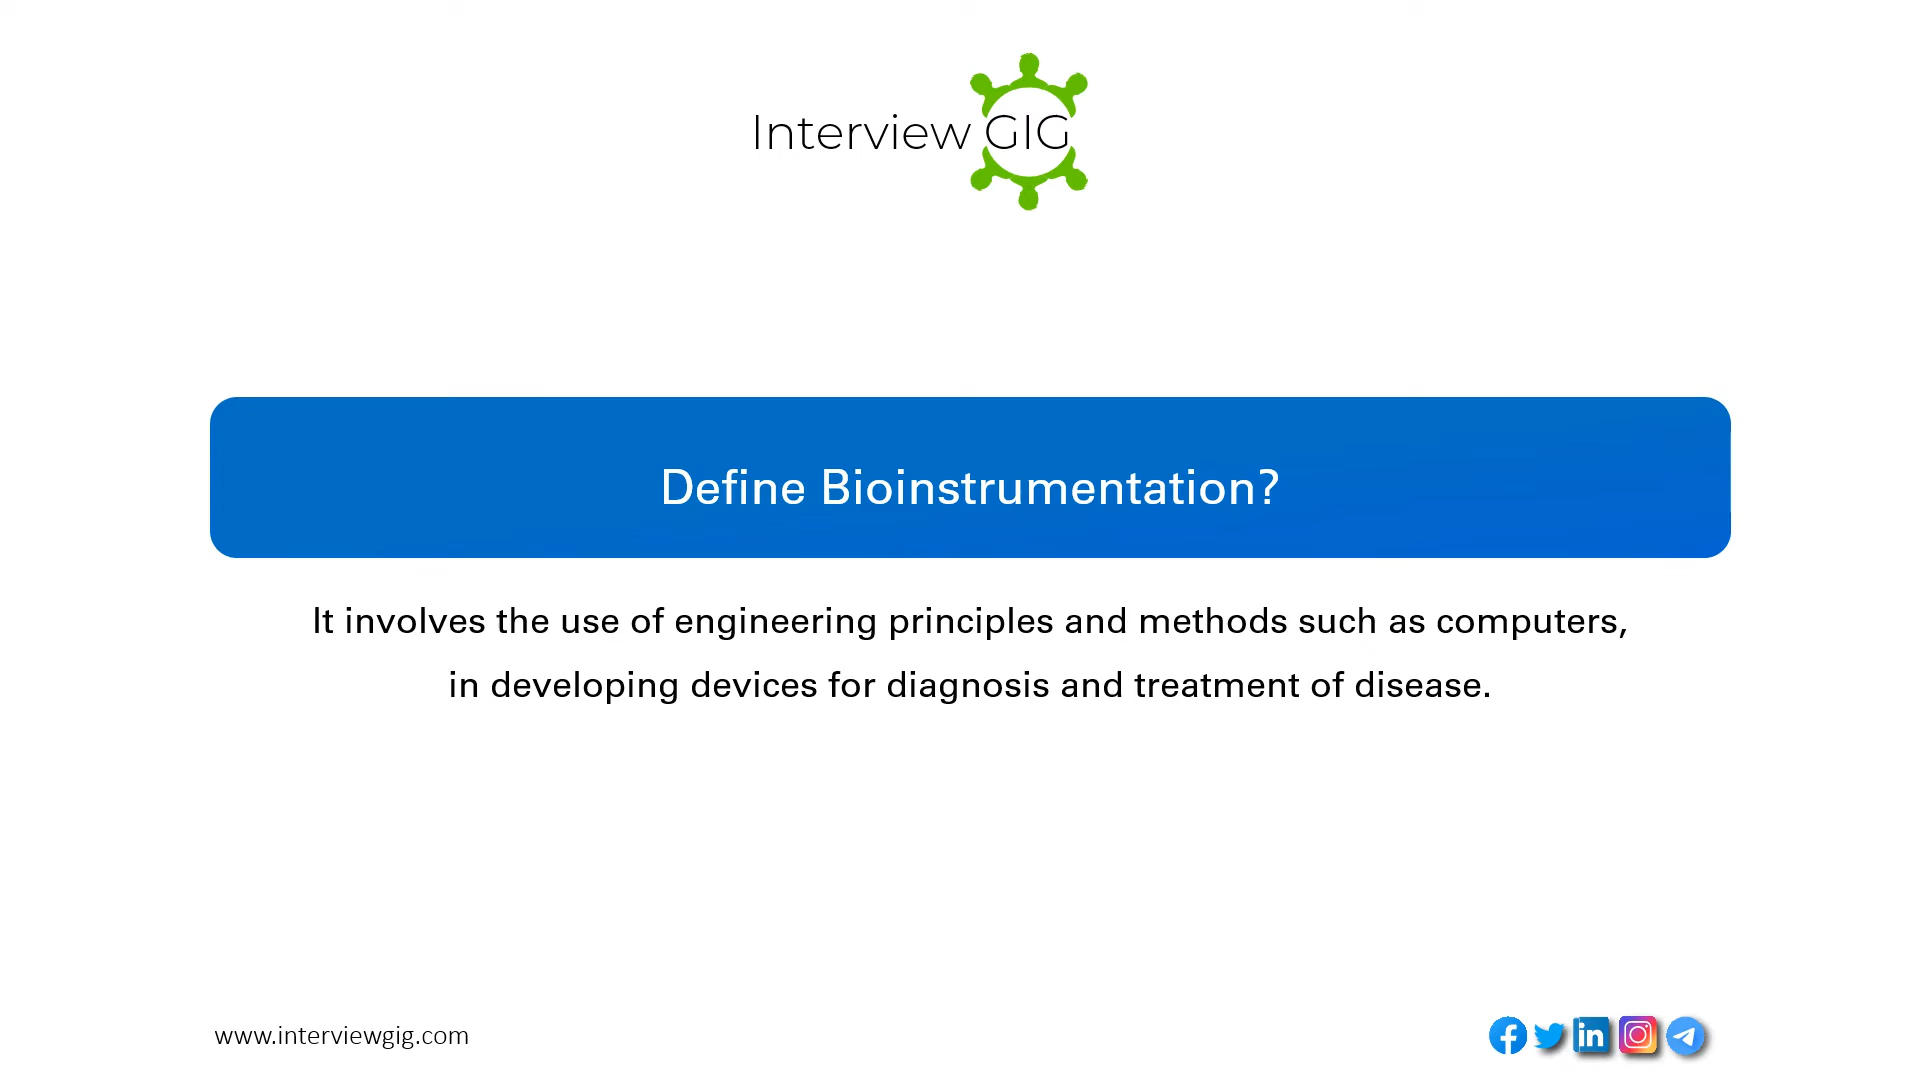 Interview GIG
Define Bioinstrumentation?
It involves the use of engineering principles and methods such as computers,
in developing devices for diagnosis and treatment of disease.
www.interviewgig.com
in